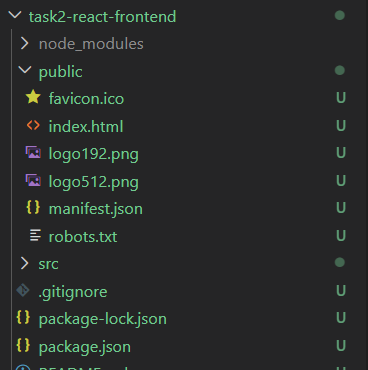 task2-react-frontend
node_modules
public
favicon.ico U
index.html U
logo192.png U
logo512.png U
manifest.json U
robots.txt U
src
.gitignore U
package-lock.json U
package.json U